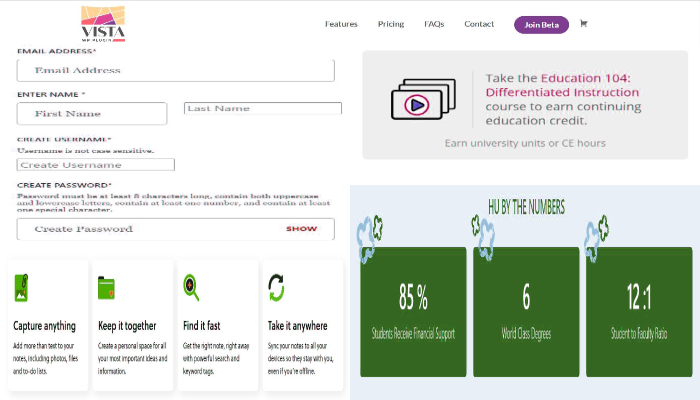 VISTA
WP PLUGIN
Features
Pricing
FAQs
Contact
Join Beta
EMAIL ADDRESS*
Email Address
ENTER NAME *
First Name
Last Name
CREATE USERNAME*
Username is not case sensitive.
Create Username
CREATE PASSWORD*
Password must be at least 8 characters long, contain both uppercase
and lowercase letters, contain at least one number, and contain at least
one special character.
Create Password
SHOW
Take the Education 104:
Differentiated Instruction
course to earn continuing
education credit.
Earn university units or CE hours
Capture anything
Add more than text to your
notes, including photos, files
and to-do lists.
Keep it together
Create a personal space for all
your most important ideas and
information.
Find it fast
Get the right note, right away
with powerful search and
keyword tags.
Take it anywhere
Sync your notes to all your
devices so they stay with you,
even if you're offline.
HU BY THE NUMBERS
85 %
Students Receive Financial Support
6
World Class Degrees
12 :1
Student to Faculty Ratio